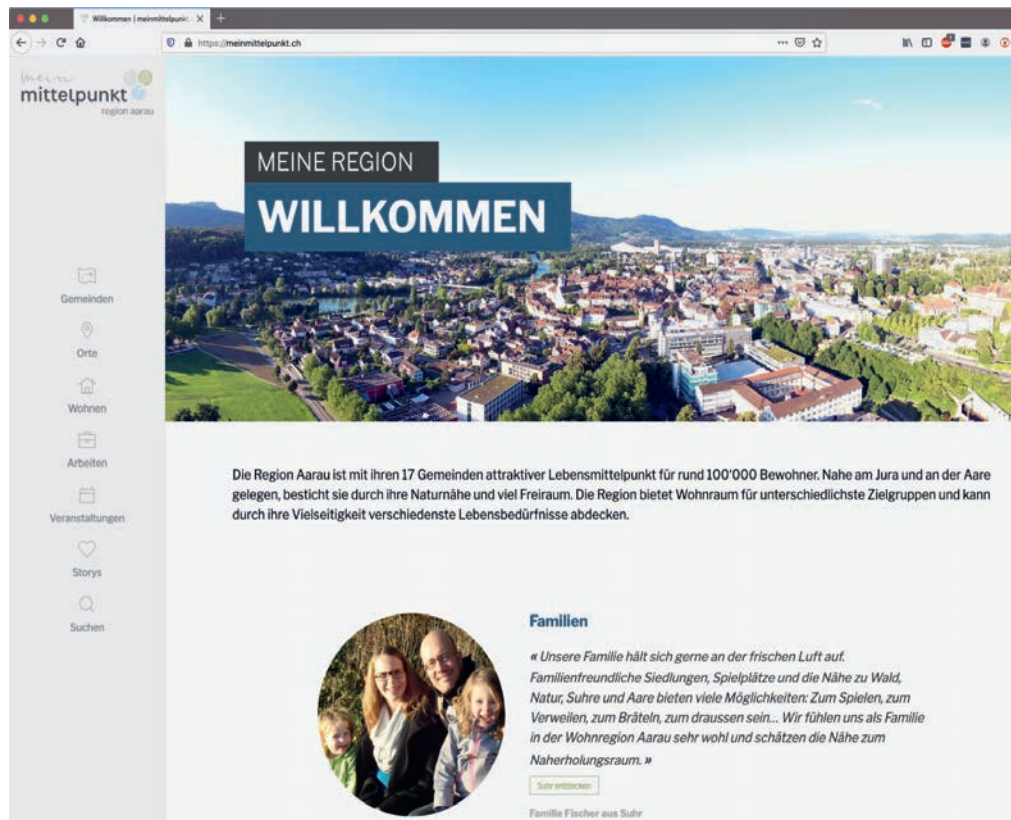 Willkommen | meinmittelpunkt.
https://meinmittelpunkt.ch
mein
mittelpunkt
region aarau
MEINE REGION
WILLKOMMEN
Gemeinden
Orte
Wohnen
Arbeiten
Veranstaltungen
Storys
Suchen
Die Region Aarau ist mit ihren 17 Gemeinden attraktiver Lebensmittelpunkt für rund 100'000 Bewohner. Nahe am Jura und an der Aare
gelegen, besticht sie durch ihre Naturnähe und viel Freiraum. Die Region bietet Wohnraum für unterschiedlichste Zielgruppen und kann
durch ihre Vielseitigkeit verschiedenste Lebensbedürfnisse abdecken.
Familien
« Unsere Familie hält sich gerne an der frischen Luft auf.
Familienfreundliche Siedlungen, Spielplätze und die Nähe zu Wald,
Natur, Suhre und Aare bieten viele Möglichkeiten: Zum Spielen, zum
Verweilen, zum Bräteln, zum draussen sein... Wir fühlen uns als Familie
in der Wohnregion Aarau sehr wohl und schätzen die Nähe zum
Naherholungsraum. »
Suhr entdecken
Familie Fischer aus Suhr